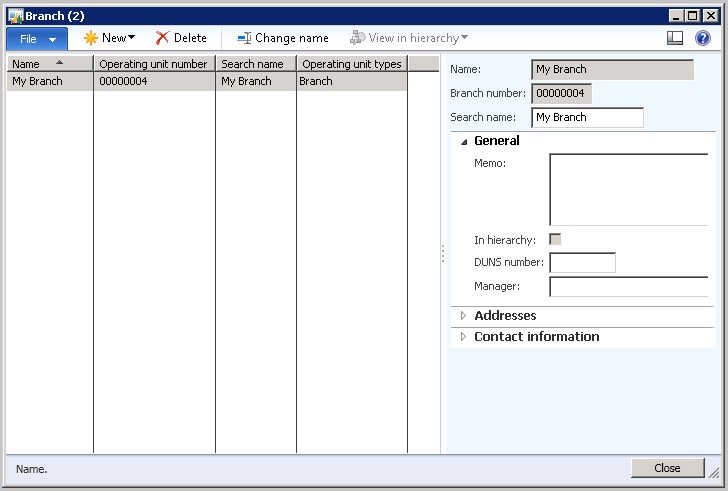 Branch (2)
File New Delete Change name View in hierarchy
Name Operating unit number Search name Operating unit types
My Branch 00000004 My Branch Branch
Name: My Branch
Branch number: 00000004
Search name: My Branch
General
Memo:
In hierarchy:
DUNS number:
Manager:
Addresses
Contact information
Name.
Close